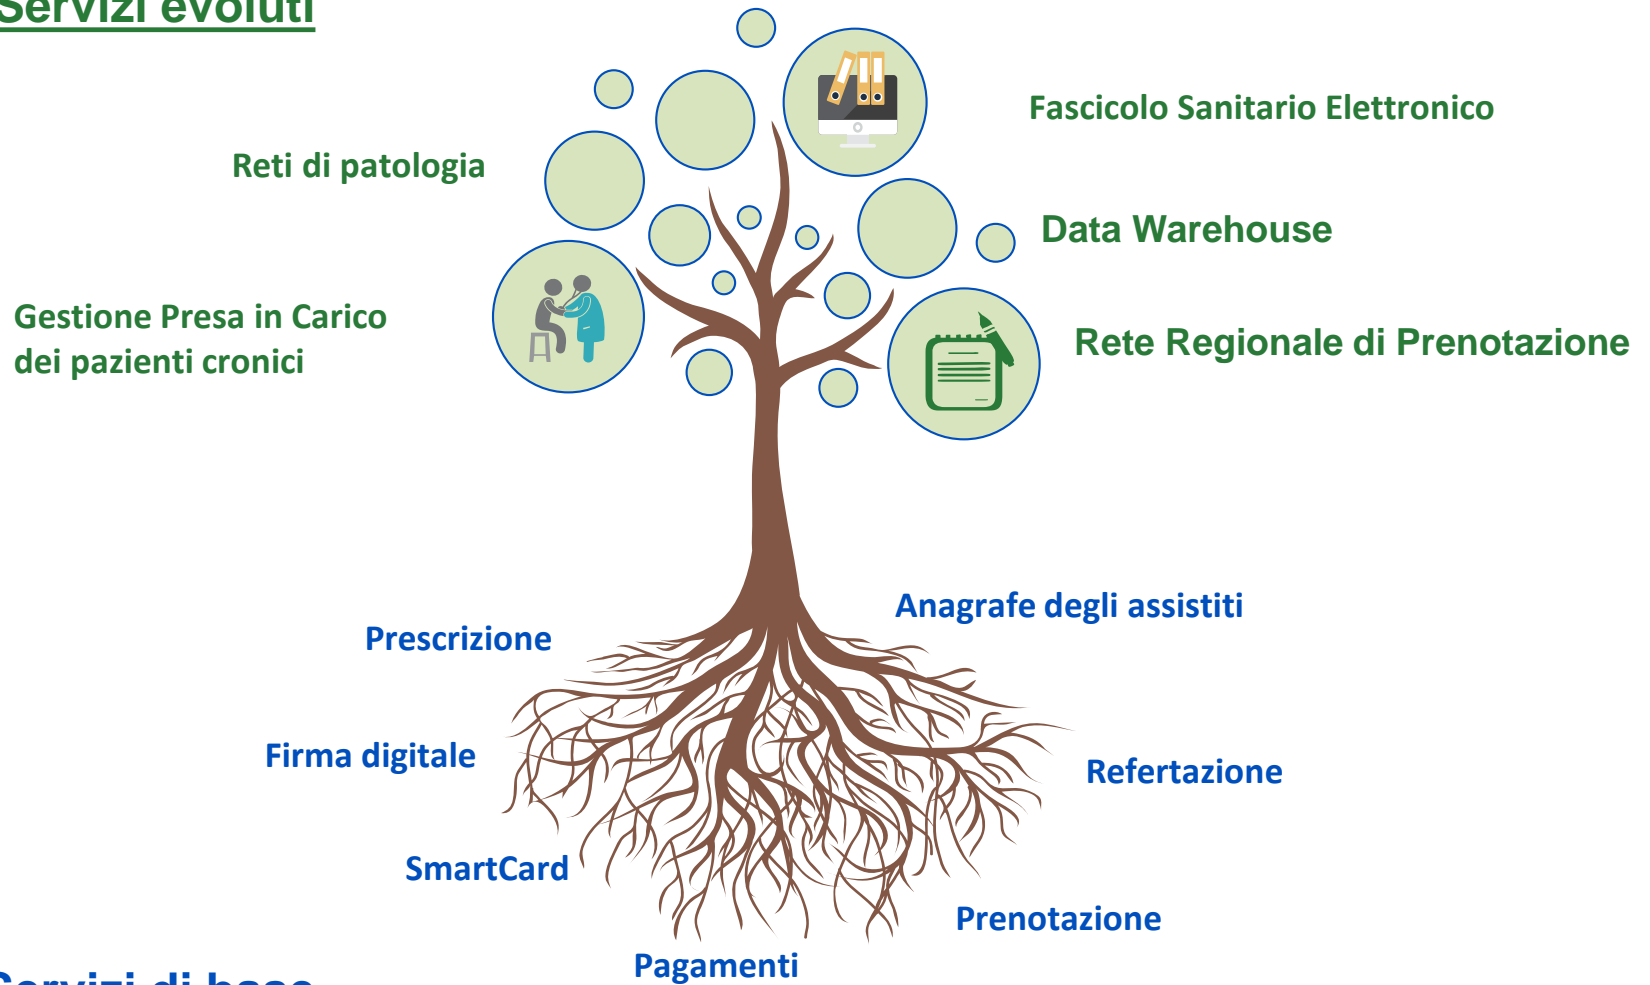 Servizi evoluti
Fascicolo Sanitario Elettronico
Reti di patologia
Data Warehouse
Gestione Presa in Carico
dei pazienti cronici
Rete Regionale di Prenotazione
Anagrafe degli assistiti
Prescrizione
Firma digitale
Refertazione
SmartCard
Prenotazione
Pagamenti
Servizi di base